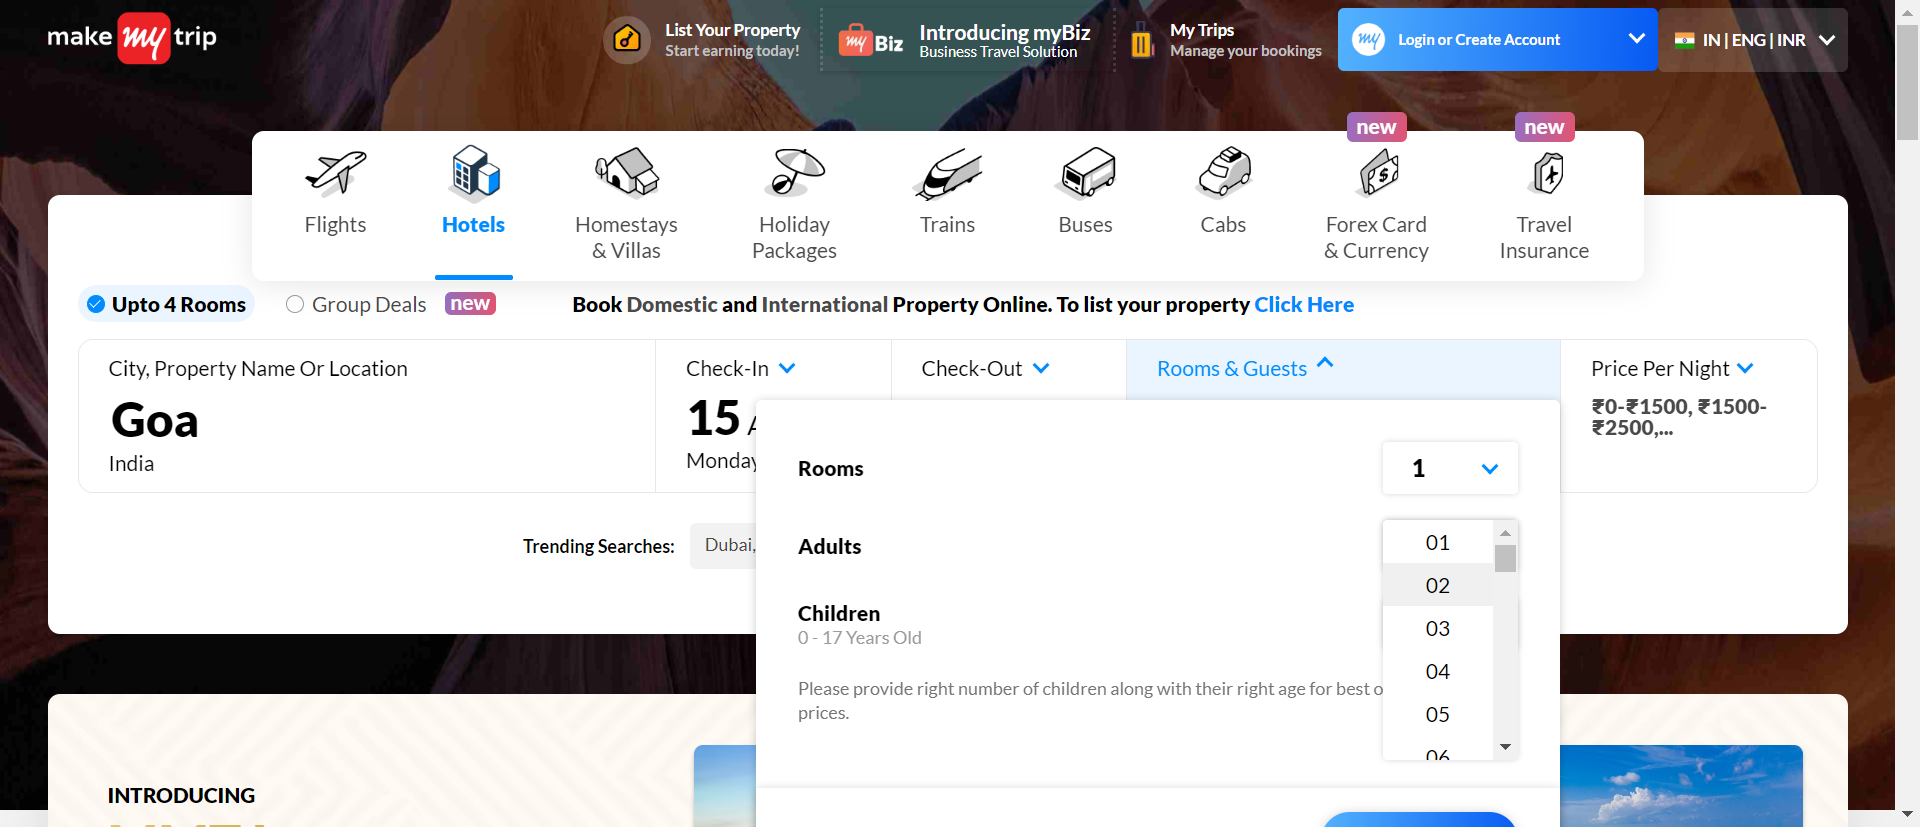 make my trip
List Your Property
Start earning today!
my Biz
Introducing myBiz
Business Travel Solution
My Trips
Manage your bookings
my
Login or Create Account
IN | ENG | INR
new
new
Flights
Hotels
Homestays
& Villas
Holiday
Packages
Trains
Buses
Cabs
Forex Card
& Currency
Travel
Insurance
Upto 4 Rooms
Group Deals
new
Book Domestic and International Property Online. To list your property Click Here
City, Property Name Or Location
Goa
India
Check-In
15
Monday
Check-Out
Rooms & Guests
Price Per Night
₹0-₹1500, ₹1500-
₹2500,...
Rooms
1
Trending Searches:
Dubai,
Adults
01
02
03
04
05
06
Children
0 - 17 Years Old
Please provide right number of children along with their right age for best
prices.
INTRODUCING